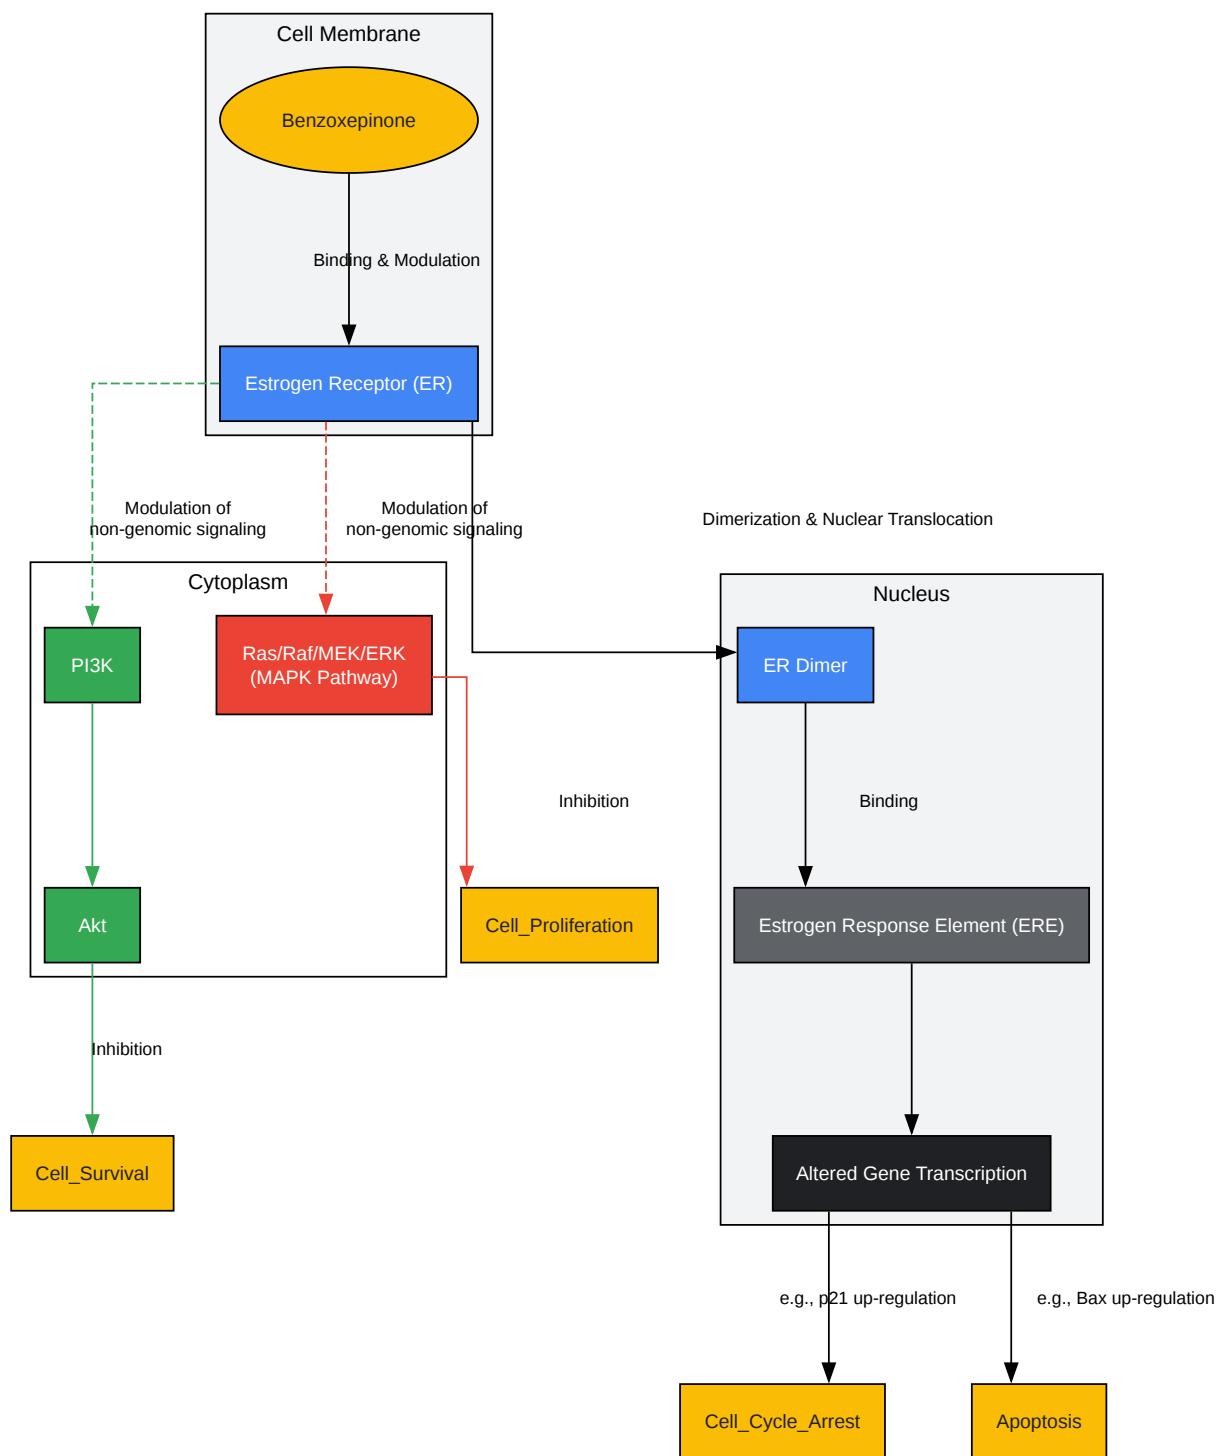 Cell Membrane
Benzoxepinone
Binding & Modulation
Estrogen Receptor (ER)
Modulation of
non-genomic signaling
Modulation of
non-genomic signaling
Dimerization & Nuclear Translocation
Cytoplasm
Nucleus
PI3K
Ras/Raf/MEK/ERK
(MAPK Pathway)
ER Dimer
Inhibition
Binding
Akt
Cell_Proliferation
Estrogen Response Element (ERE)
Inhibition
Cell_Survival
Altered Gene Transcription
e.g., p21 up-regulation
e.g., Bax up-regulation
Cell_Cycle_Arrest
Apoptosis